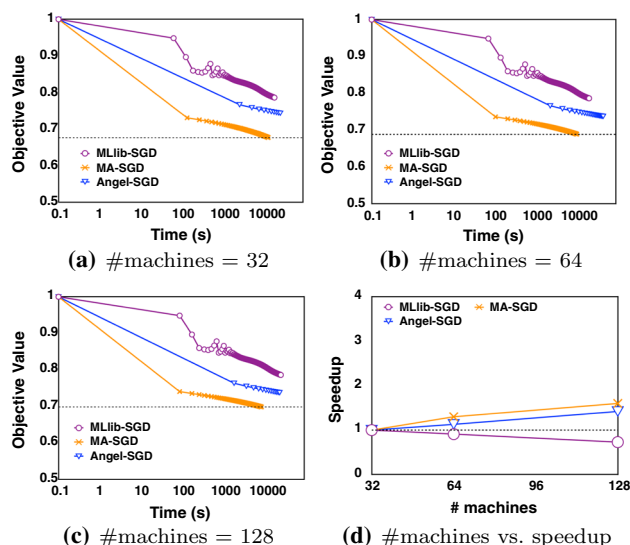 1
0.9
0.8
0.7
0.6
0.5
Objective Value
MLlib-SGD
MA-SGD
Angel-SGD
0.1 1 10 100 1000 10000
Time (s)
(a) #machines = 32
1
0.9
0.8
0.7
0.6
0.5
Objective Value
MLlib-SGD
MA-SGD
Angel-SGD
0.1 1 10 100 1000 10000
Time (s)
(b) #machines = 64
1
0.9
0.8
0.7
0.6
0.5
Objective Value
MLlib-SGD
MA-SGD
Angel-SGD
0.1 1 10 100 1000 10000
Time (s)
(c) #machines = 128
4
3
2
1
0
Speedup
MLlib-SGD MA-SGD
Angel-SGD
32 64 96 128
# machines
(d) #machines vs. speedup